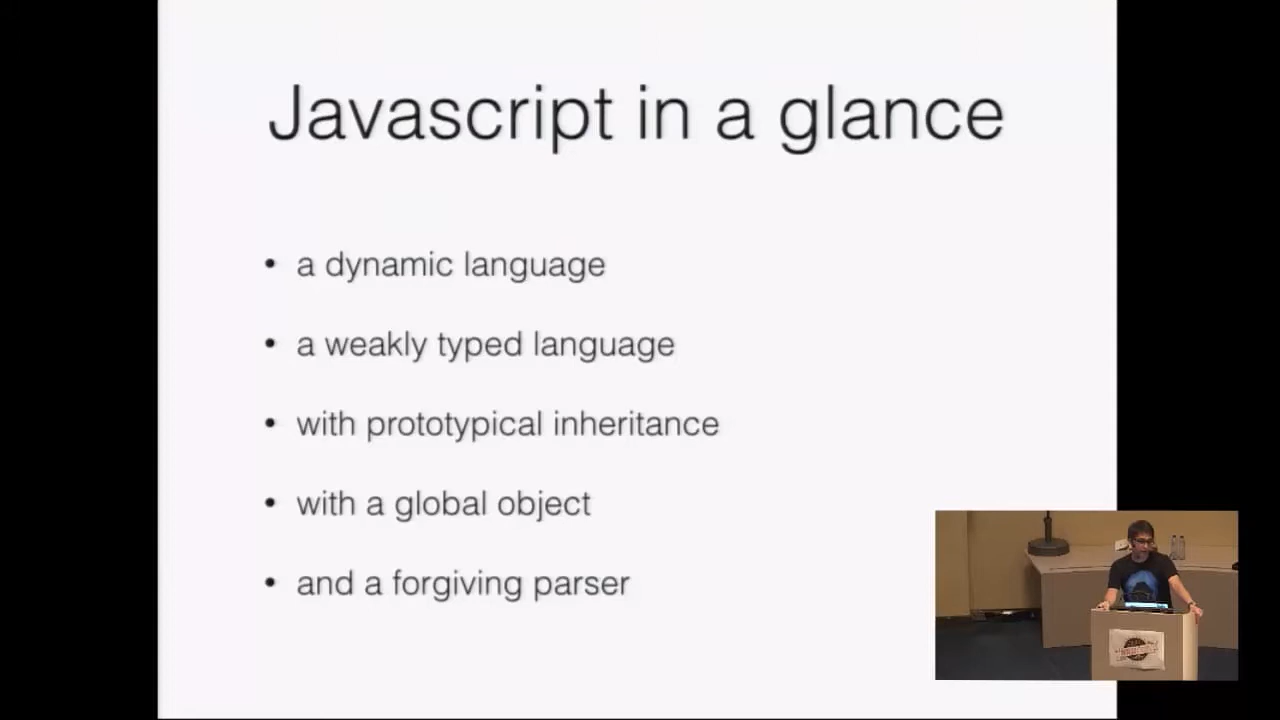 Javascript in a glance
• a dynamic language
• a weakly typed language
• with prototypical inheritance
• with a global object
• and a forgiving parser